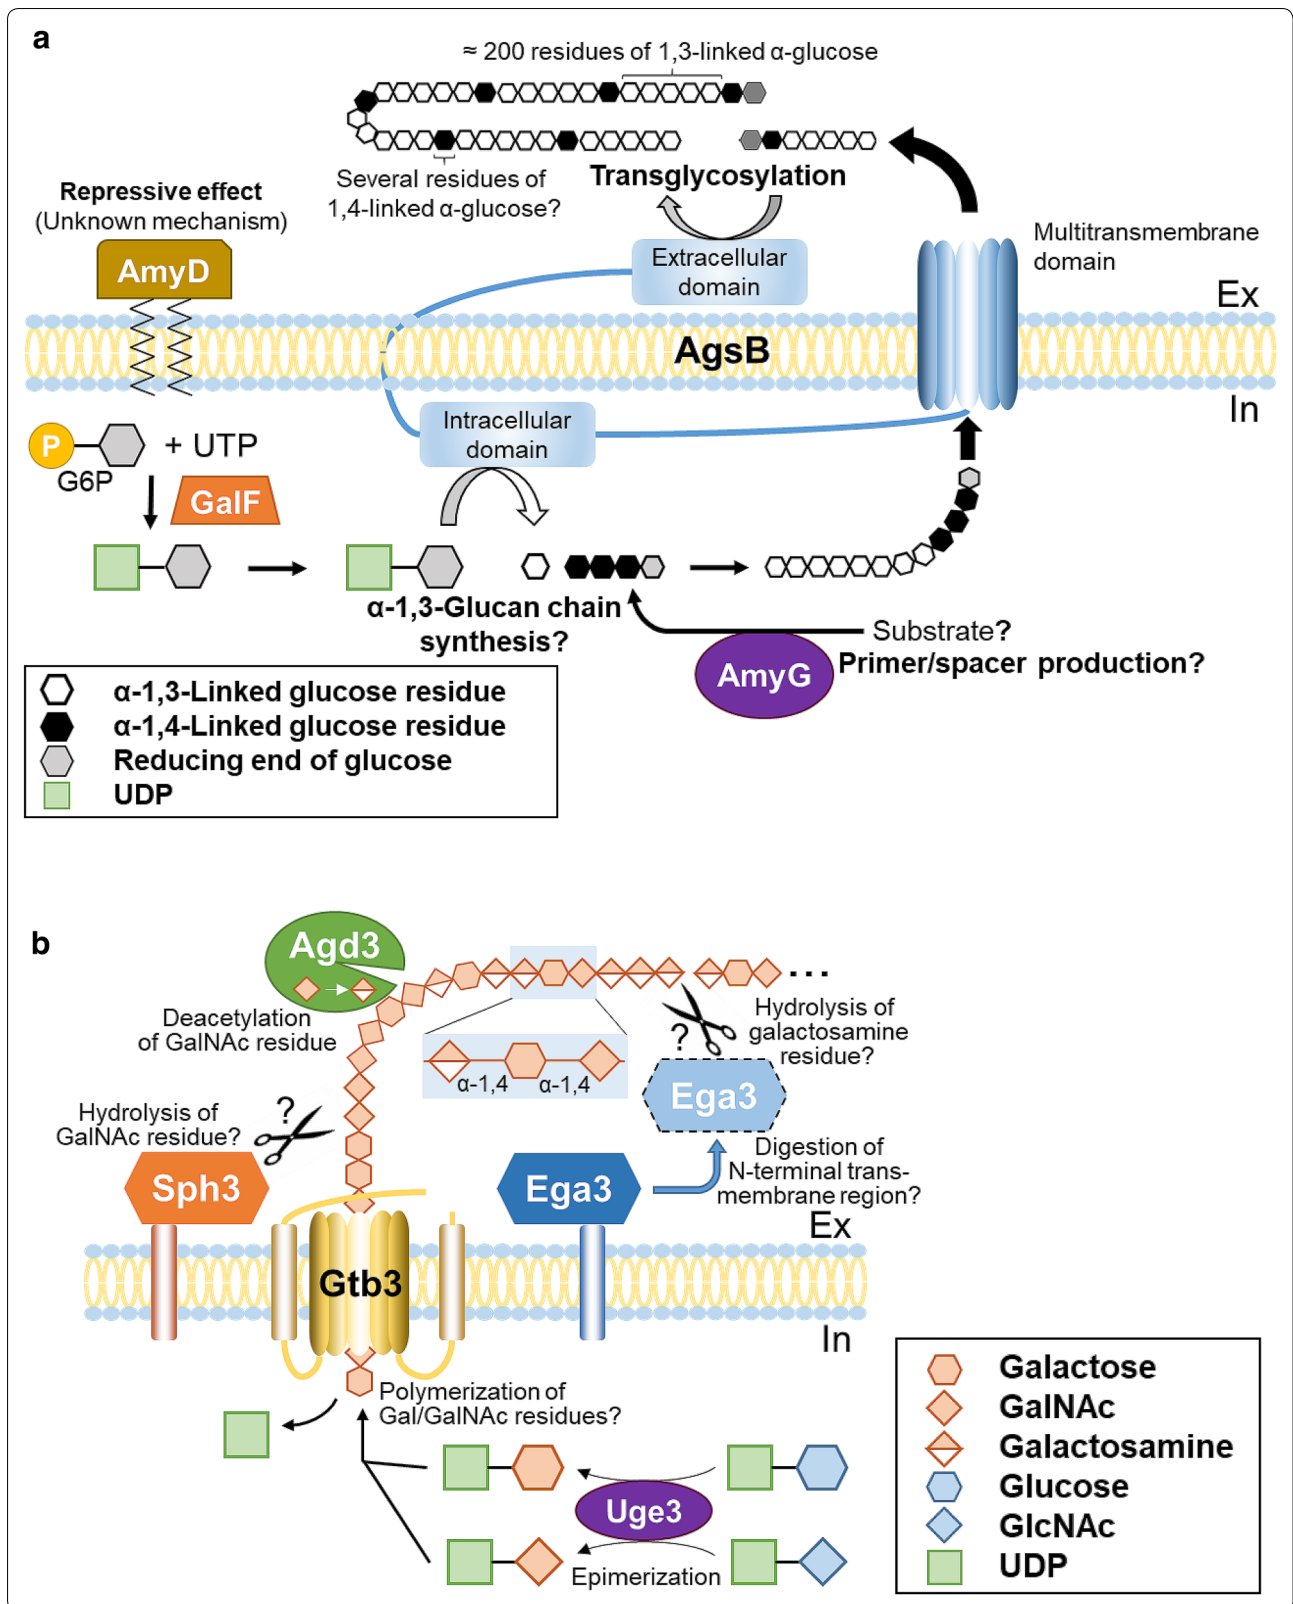 a
≈ 200 residues of 1,3-linked α-glucose
Several residues of
1,4-linked α-glucose?
Transglycosylation
Repressive effect
(Unknown mechanism)
AmyD
Extracellular
domain
Multitransmembrane
domain
Ex
AgsB
In
Intracellular
domain
P
G6P
+ UTP
GalF
α-1,3-Glucan chain
synthesis?
Substrate?
Primer/spacer production?
AmyG
α-1,3-Linked glucose residue
α-1,4-Linked glucose residue
Reducing end of glucose
UDP
b
Agd3
Deacetylation
of GalNAc residue
...
Hydrolysis of
galactosamine
residue?
?
α-1,4
α-1,4
Ega3
Hydrolysis of
GalNAc residue?
?
Sph3
Ega3
Digestion of
N-terminal trans-
membrane region?
Ex
Gtb3
In
Polymerization of
Gal/GalNAc residues?
Uge3
Epimerization
Galactose
GalNAc
Galactosamine
Glucose
GlcNAc
UDP